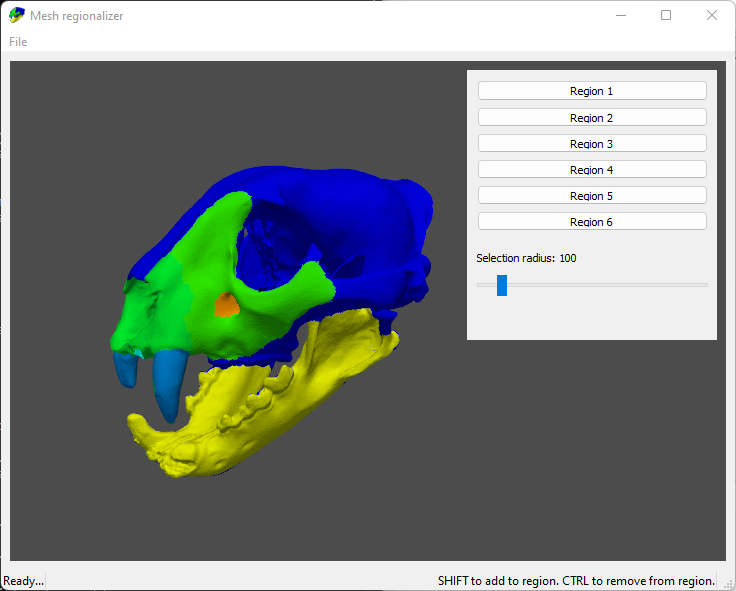 Mesh regionalizer
File
Region 1
Region 2
Region 3
Region 4
Region 5
Region 6
Selection radius: 100
Ready...
SHIFT to add to region. CTRL to remove from region.